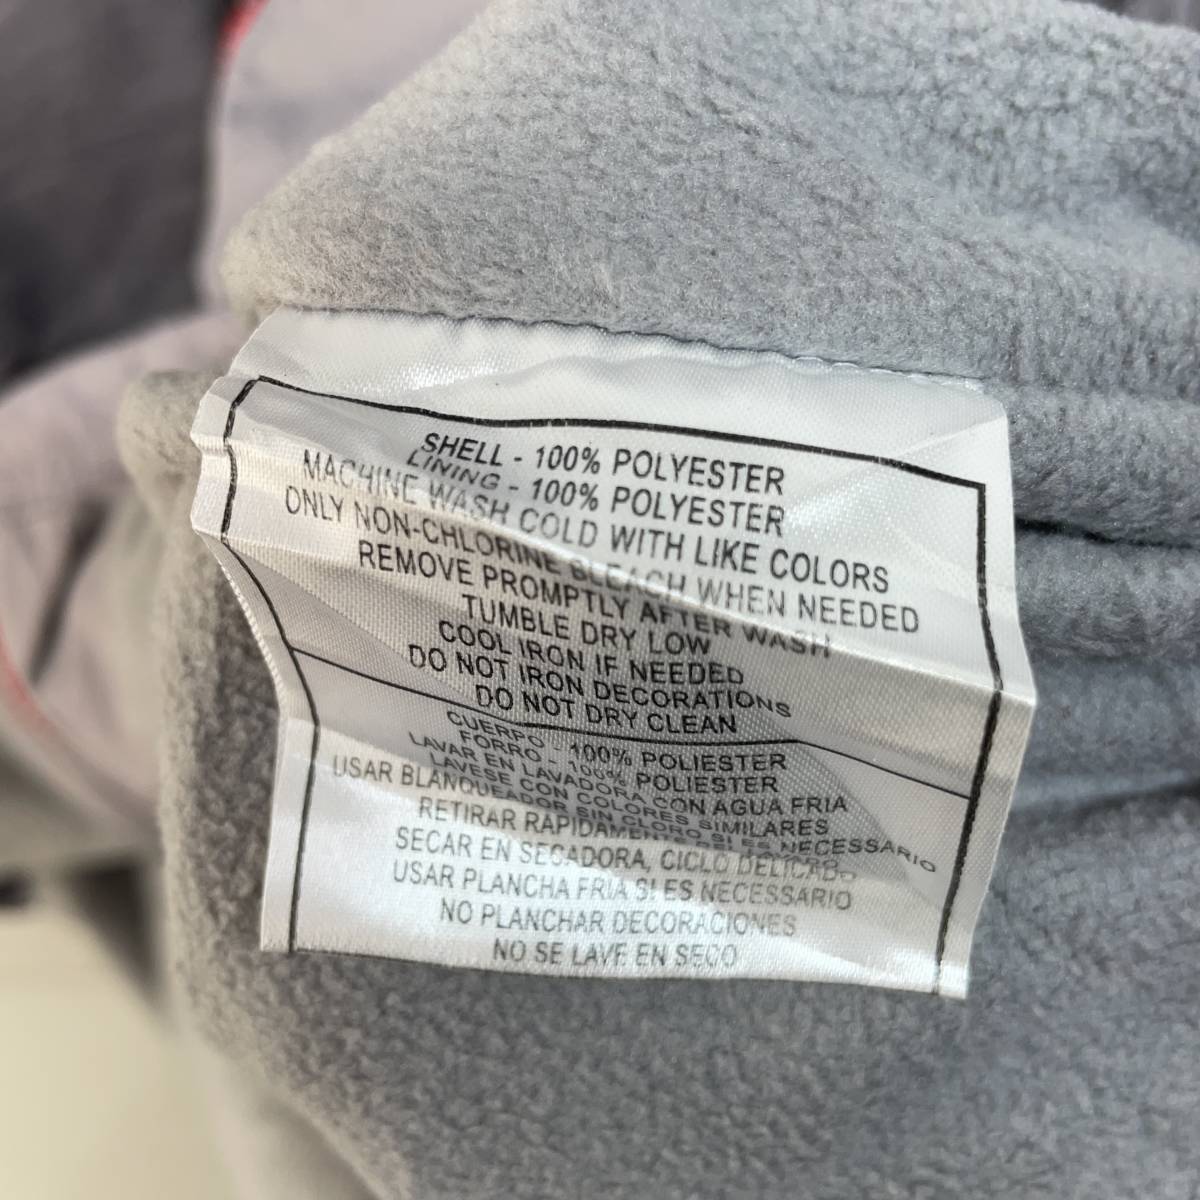 SHELL - 100% POLYESTER
LINING - 100% POLYESTER
MACHINE WASH COLD WITH LIKE COLORS
ONLY NON-CHLORINE BLEACH WHEN NEEDED
REMOVE PROMPTLY AFTER WASH
TUMBLE DRY LOW
COOL IRON IF NEEDED
DO NOT IRON DECORATIONS
DO NOT DRY CLEAN
CUERPO - 100% POLIESTER
FORRO - 100% POLIESTER
LAVAR EN LAVADORA CON AGUA FRIA
LAVESE CON COLORES SIMILARES
USAR BLANQUEADOR SIN CLORO SI ES NECESSARIO
RETIRAR RAPIDAMENTE DEL LAVADO
SECAR EN SECADORA, CICLO DELICADO
USAR PLANCHA FRIA SI ES NECESSARIO
NO PLANCHAR DECORACIONES
NO SE LAVE EN SECO